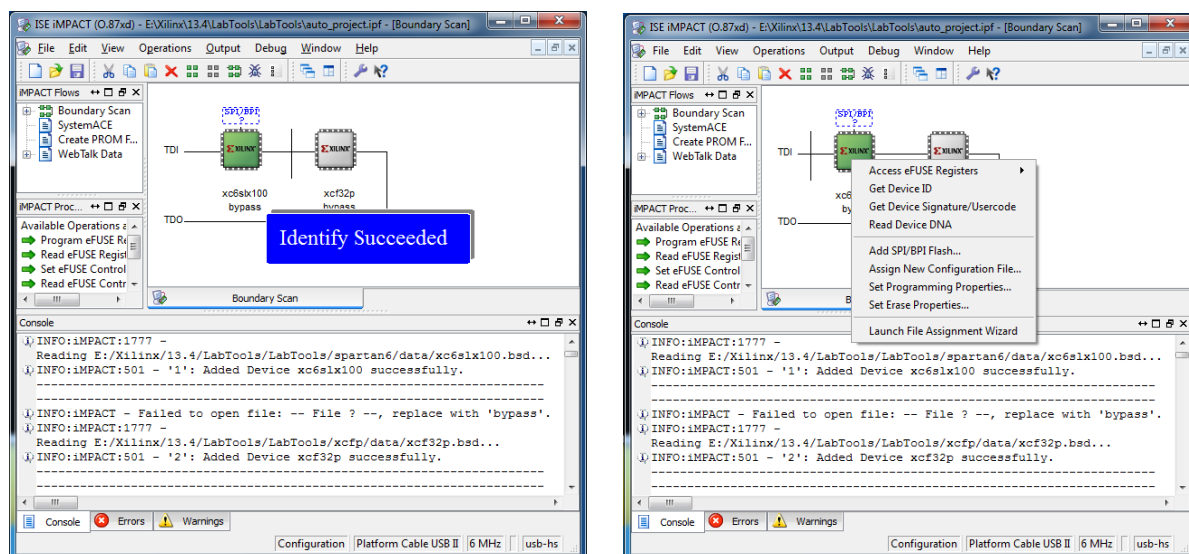 ISE iMPACT (O.87xd) - E:\Xilinx\13.4\LabTools\LabTools\auto_project.ipf - [Boundary Scan]
File Edit View Operations Output Debug Window Help
iMPACT Flows
Boundary Scan
SystemACE
Create PROM F...
WebTalk Data
iMPACT Proc...
Available Operations a
Program eFUSE Re
Read eFUSE Regist
Set eFUSE Control
Read eFUSE Contr
SPI/BPI
?
TDI
XILINX
XILINX
xc6slx100
bypass
xcf32p
bypass
TDO
Identify Succeeded
Boundary Scan
Console
INFO:iMPACT:1777 -
Reading E:/Xilinx/13.4/LabTools/LabTools/spartan6/data/xc6slx100.bsd...
INFO:iMPACT:501 - '1': Added Device xc6slx100 successfully.
----------------------------------------------------------------------
----------------------------------------------------------------------
INFO:iMPACT - Failed to open file: -- File ? --, replace with 'bypass'.
INFO:iMPACT:1777 -
Reading E:/Xilinx/13.4/LabTools/LabTools/xcfp/data/xcf32p.bsd...
INFO:iMPACT:501 - '2': Added Device xcf32p successfully.
----------------------------------------------------------------------
----------------------------------------------------------------------
Console Errors Warnings
Configuration Platform Cable USB II 6 MHz usb-hs
ISE iMPACT (O.87xd) - E:\Xilinx\13.4\LabTools\LabTools\auto_project.ipf - [Boundary Scan]
File Edit View Operations Output Debug Window Help
iMPACT Flows
Boundary Scan
SystemACE
Create PROM F...
WebTalk Data
iMPACT Proc...
Available Operations a
Program eFUSE Re
Read eFUSE Regist
Set eFUSE Control
Read eFUSE Contr
SPI/BPI
?
TDI
XILINX
XILINX
xc6
by
TDO
B
Access eFUSE Registers
Get Device ID
Get Device Signature/Usercode
Read Device DNA
Add SPI/BPI Flash...
Assign New Configuration File...
Set Programming Properties...
Set Erase Properties...
Launch File Assignment Wizard
Console
INFO:iMPACT:1777 -
Reading E:/Xilinx/13.4/LabTools/LabTools/spartan6/data/xc6slx100.bsd...
INFO:iMPACT:501 - '1': Added Device xc6slx100 successfully.
----------------------------------------------------------------------
----------------------------------------------------------------------
INFO:iMPACT - Failed to open file: -- File ? --, replace with 'bypass'.
INFO:iMPACT:1777 -
Reading E:/Xilinx/13.4/LabTools/LabTools/xcfp/data/xcf32p.bsd...
INFO:iMPACT:501 - '2': Added Device xcf32p successfully.
----------------------------------------------------------------------
----------------------------------------------------------------------
Console Errors Warnings
Configuration Platform Cable USB II 6 MHz usb-hs